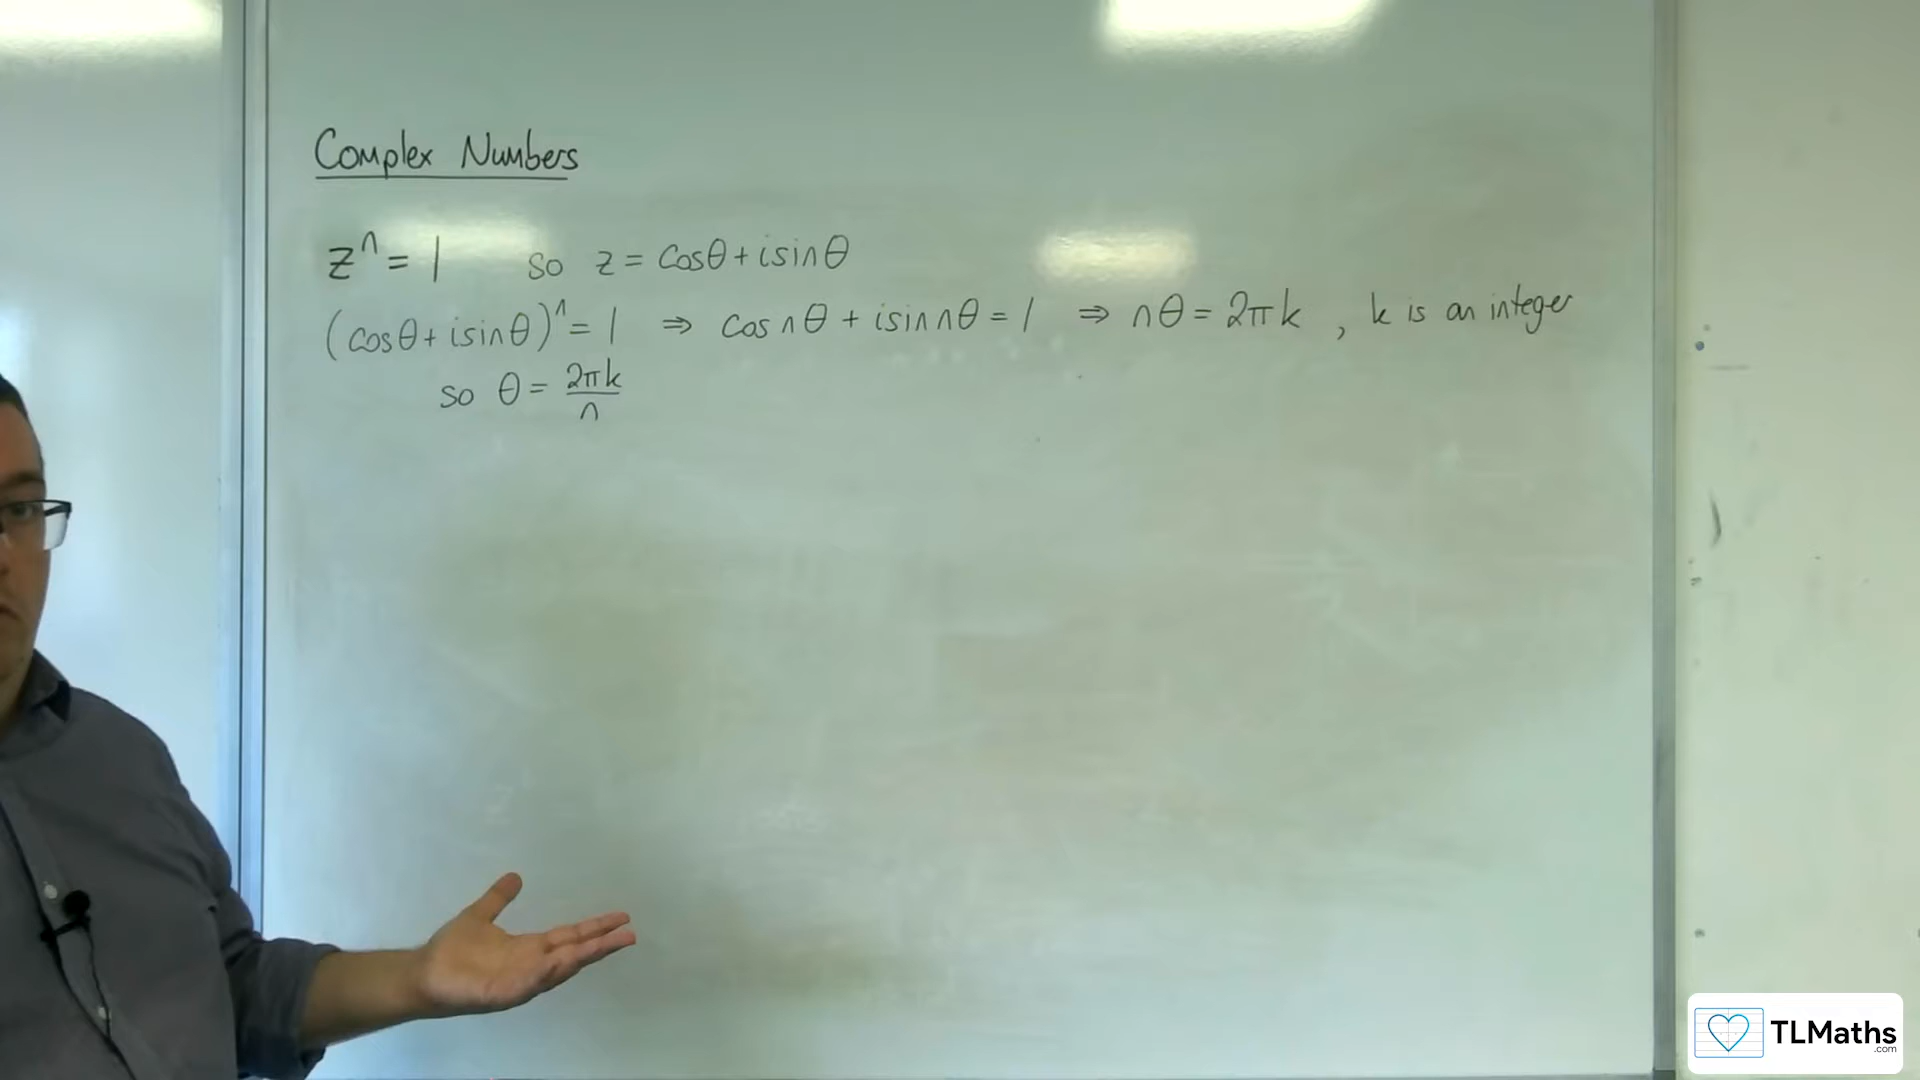 Complex Numbers
zⁿ = 1 so z = cosθ + isinθ
(cosθ + isinθ)ⁿ = 1 ⇒ cos nθ + isin nθ = 1 ⇒ nθ = 2πk , k is an integer
so θ = 2πk/n
TLMaths
.com